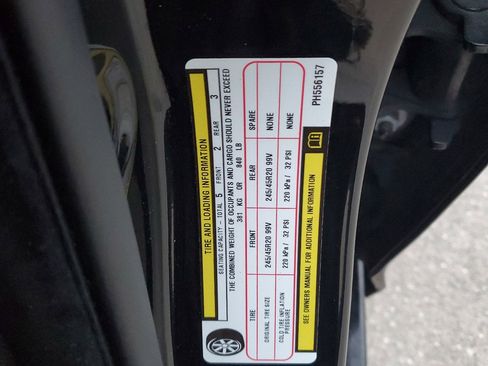 TIRE AND LOADING INFORMATION
SEATING CAPACITY - TOTAL 5 FRONT 2 REAR 3
THE COMBINED WEIGHT OF OCCUPANTS AND CARGO SHOULD NEVER EXCEED
381 KG OR 840 LB
TIRE FRONT REAR SPARE
ORIGINAL TIRE SIZE 245/45R20 99V 245/45R20 99V NONE
COLD TIRE INFLATION PRESSURE 220 kPa / 32 PSI 220 kPa / 32 PSI NONE
SEE OWNERS MANUAL FOR ADDITIONAL INFORMATION
PH556157